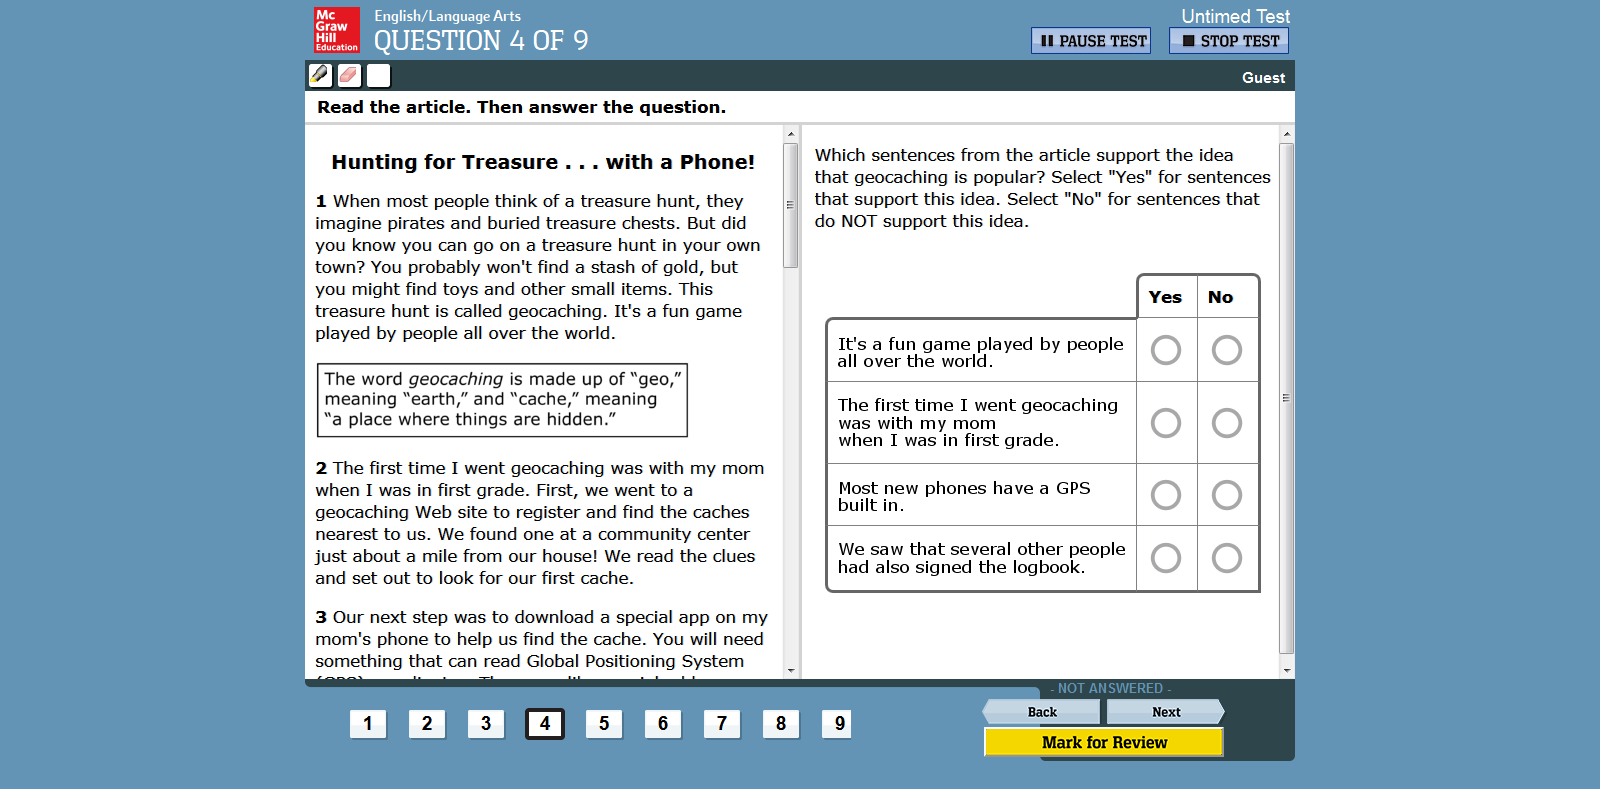 Mc
Graw
Hill
Education
English/Language Arts
QUESTION 4 OF 9
Untimed Test
PAUSE TEST
STOP TEST
Guest
Read the article. Then answer the question.
Hunting for Treasure . . . with a Phone!
1 When most people think of a treasure hunt, they
imagine pirates and buried treasure chests. But did
you know you can go on a treasure hunt in your own
town? You probably won't find a stash of gold, but
you might find toys and other small items. This
treasure hunt is called geocaching. It's a fun game
played by people all over the world.
The word geocaching is made up of “geo,”
meaning “earth,” and “cache,” meaning
“a place where things are hidden.”
2 The first time I went geocaching was with my mom
when I was in first grade. First, we went to a
geocaching Web site to register and find the caches
nearest to us. We found one at a community center
just about a mile from our house! We read the clues
and set out to look for our first cache.
3 Our next step was to download a special app on my
mom's phone to help us find the cache. You will need
something that can read Global Positioning System
Which sentences from the article support the idea
that geocaching is popular? Select "Yes" for sentences
that support this idea. Select "No" for sentences that
do NOT support this idea.
Yes No
It's a fun game played by people
all over the world.
The first time I went geocaching
was with my mom
when I was in first grade.
Most new phones have a GPS
built in.
We saw that several other people
had also signed the logbook.
- NOT ANSWERED -
1 2 3 4 5 6 7 8 9
Back
Next
Mark for Review